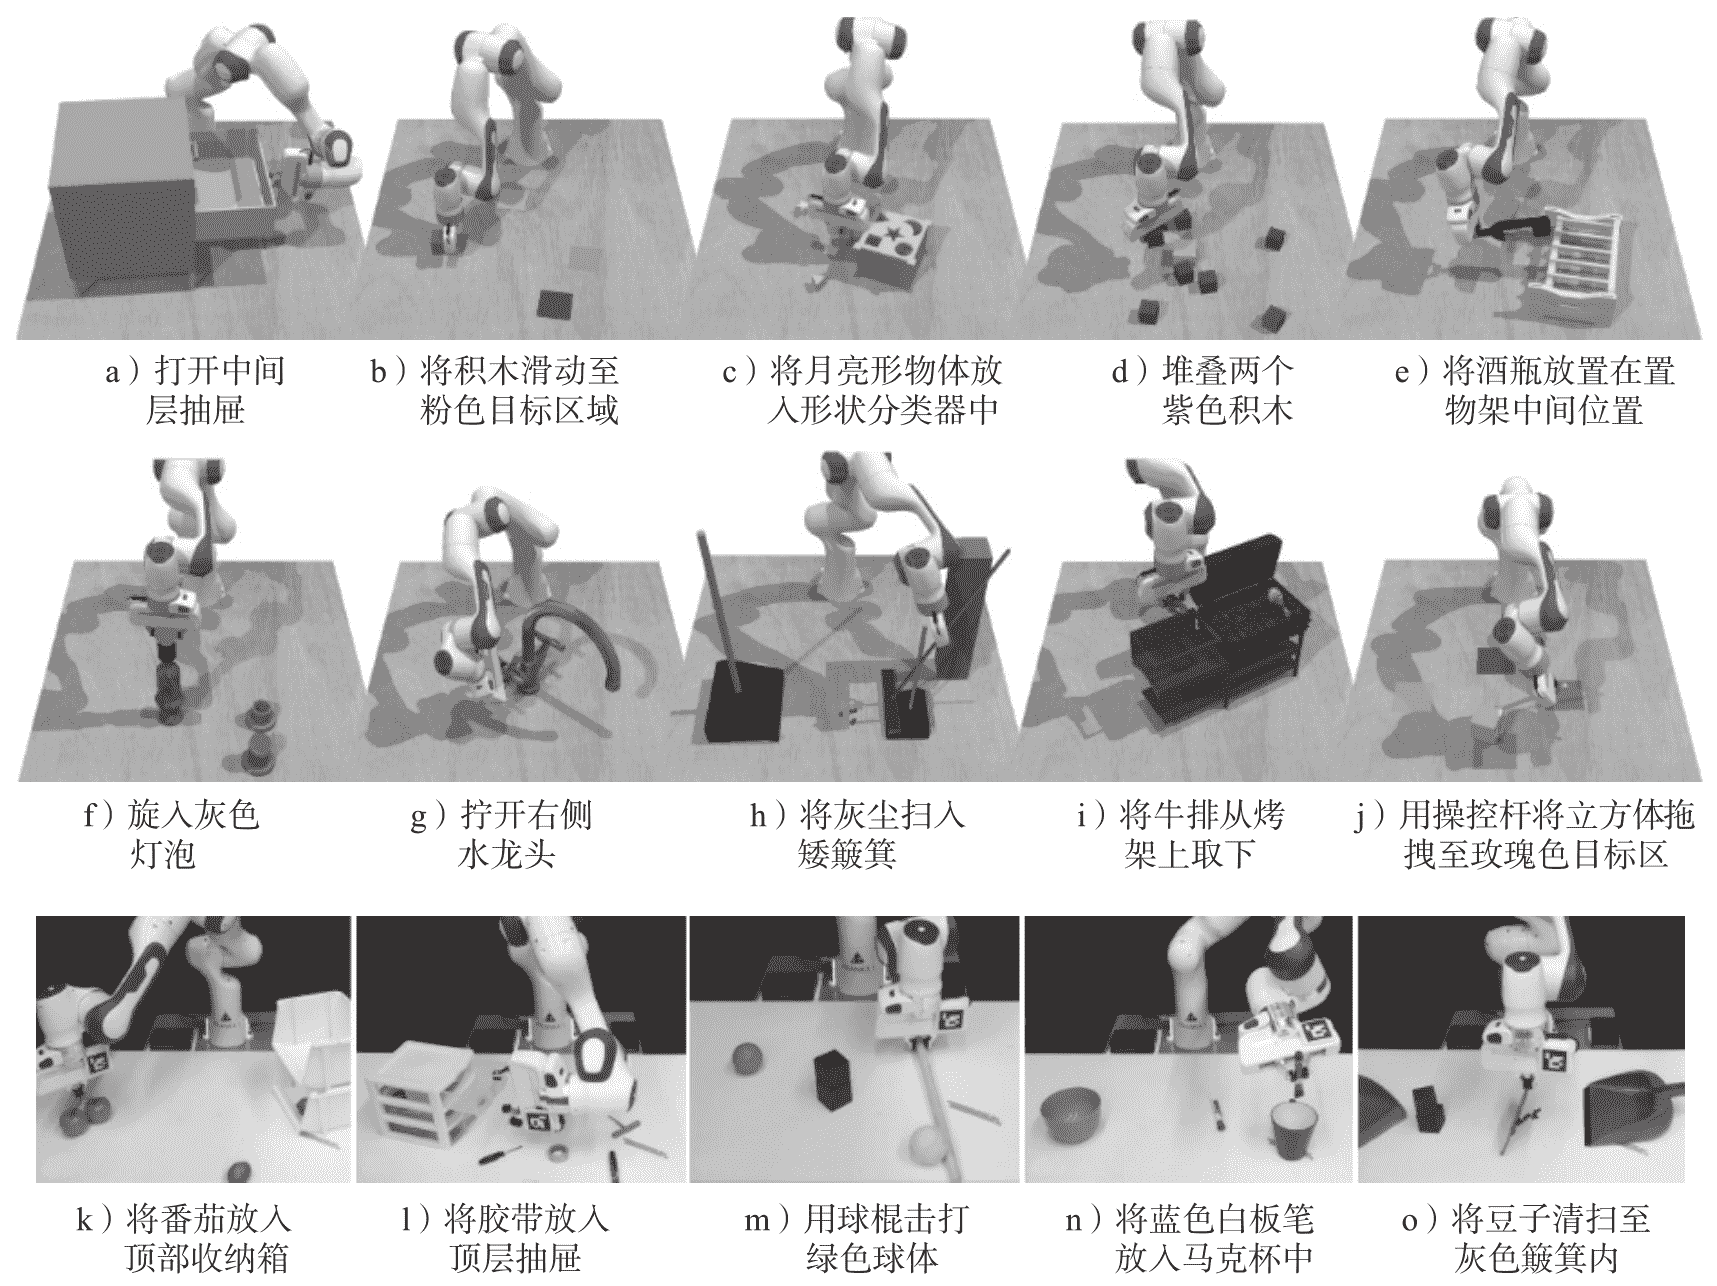 a）打开中间
层抽屉
b）将积木滑动至
粉色目标区域
c）将月亮形物体放
入形状分类器中
d）堆叠两个
紫色积木
e）将酒瓶放置在置
物架中间位置
f）旋入灰色
灯泡
g）拧开右侧
水龙头
h）将灰尘扫入
矮簸箕
i）将牛排从烤
架上取下
j）用操控杆将立方体拖
拽至玫瑰色目标区
k）将番茄放入
顶部收纳箱
l）将胶带放入
顶层抽屉
m）用球棍击打
绿色球体
n）将蓝色白板笔
放入马克杯中
o）将豆子清扫至
灰色簸箕内